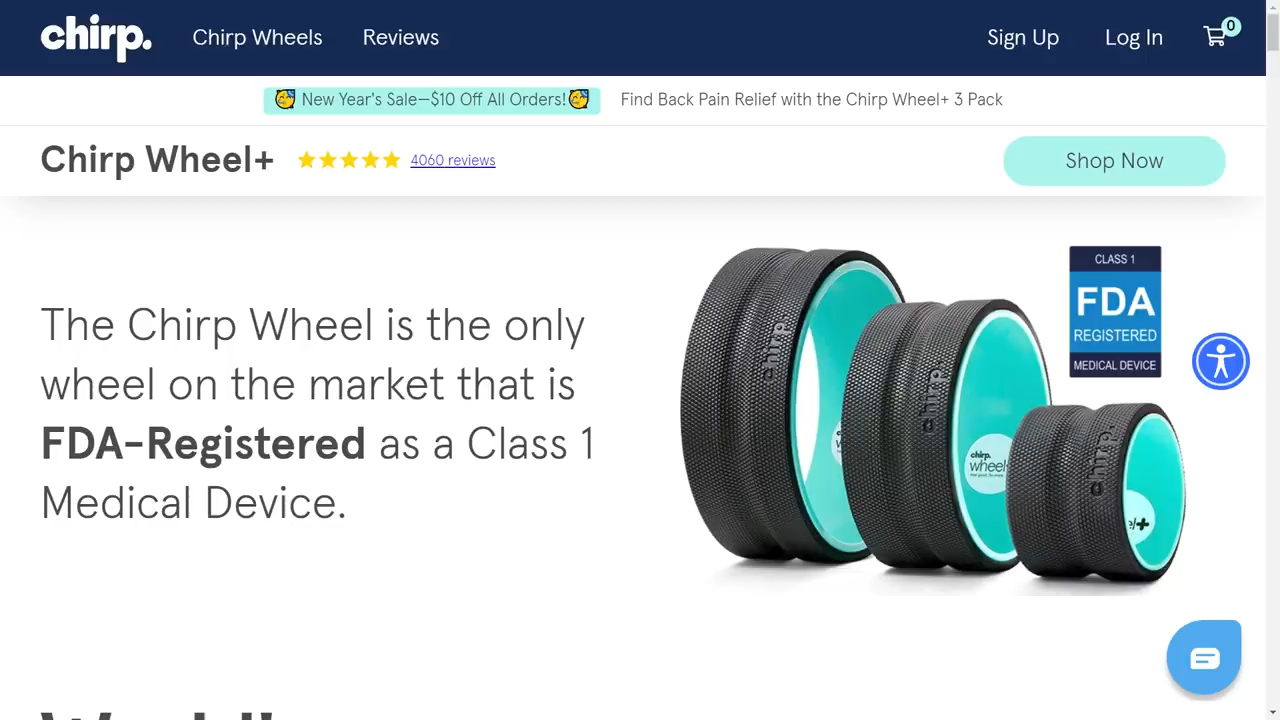 chirp.
Chirp Wheels
Reviews
Sign Up
Log In
0
New Year's Sale—$10 Off All Orders!
Find Back Pain Relief with the Chirp Wheel+ 3 Pack
Chirp Wheel+
4060 reviews
Shop Now
The Chirp Wheel is the only
wheel on the market that is
FDA-Registered as a Class 1
Medical Device.
CLASS 1
FDA
REGISTERED
MEDICAL DEVICE
chirp.
chirp.
chirp.
chirp.
wheel